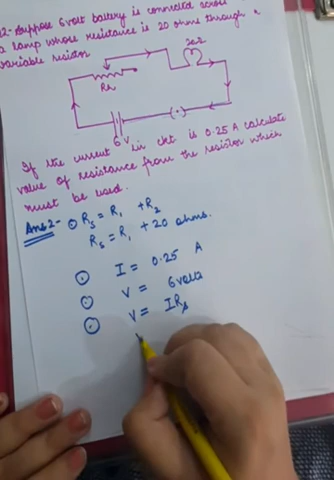 Q2- Suppose 6 volt battery is connected across
a lamp whose resistance is 20 ohms through a
variable resistor
20Ω
6 V
If the current in ckt is 0.25 A calculate
value of resistance from the resistor which
must be used.
Ans 2- ⊙ Rs = R1 + R2
Rs = R1 + 20 ohms.
⊙ I = 0.25 A
⊙ V = 6 volts
⊙ V = IRs